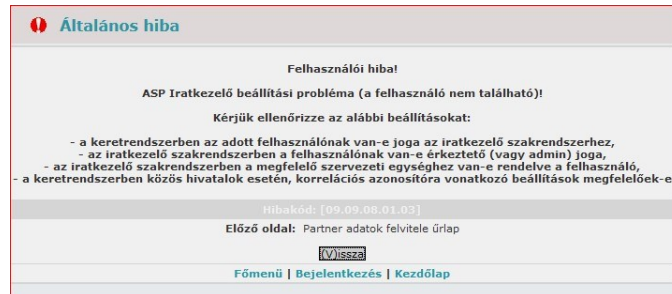 Általános hiba
Felhasználói hiba!
ASP Iratkezelő beállítási probléma (a felhasználó nem található)!
Kérjük ellenőrizze az alábbi beállításokat:
- a keretrendszerben az adott felhasználónak van-e joga az iratkezelő szakrendszerhez,
- az iratkezelő szakrendszerben a felhasználónak van-e érkeztető (vagy admin) joga,
- az iratkezelő szakrendszerben a megfelelő szervezeti egységhez van-e rendelve a felhasználó,
- a keretrendszerben közös hivatalok esetén, korrelációs azonosítóra vonatkozó beállítások megfelelőek-e
Hibakód: [09.09.08.01.03]
Előző oldal: Partner adatok felvitele űrlap
(V)issza
Főmenü | Bejelentkezés | Kezdőlap